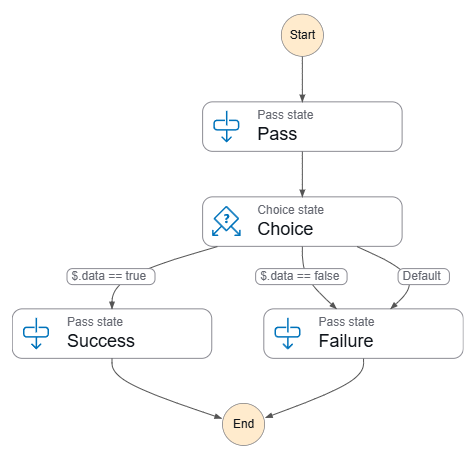 Start
Pass state
Pass
?
Choice state
Choice
$.data == true
$.data == false
Default
Pass state
Success
Pass state
Failure
End